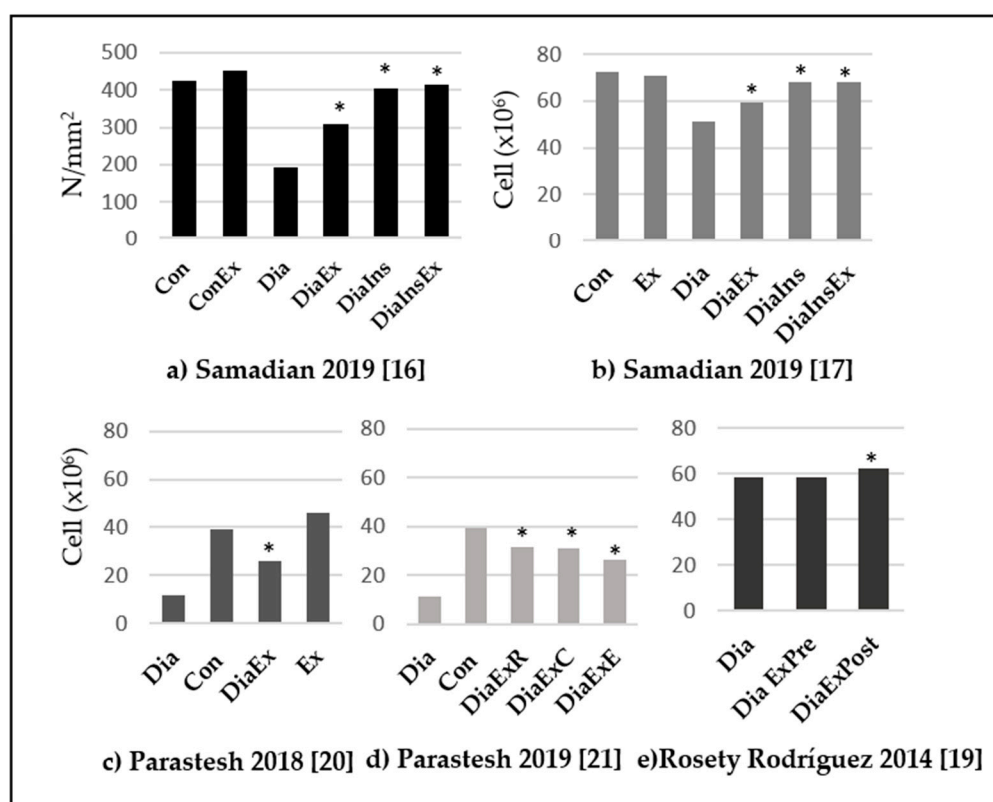 500
400
300
200
100
0
N/mm²
* * *
Con ConEx Dia DiaEx DiaIns DiaInsEx
a) Samadian 2019 [16]
80
60
40
20
0
Cell (x10⁶)
* * *
Con Ex Dia DiaEx DiaIns DiaInsEx
b) Samadian 2019 [17]
80
60
40
20
0
Cell (x10⁶)
*
Dia Con DiaEx Ex
c) Parastesh 2018 [20]
80
60
40
20
0
* * *
Dia Con DiaExR DiaExC DiaExE
d) Parastesh 2019 [21]
80
60
40
20
0
*
Dia Dia ExPre DiaExPost
e)Rosety Rodríguez 2014 [19]